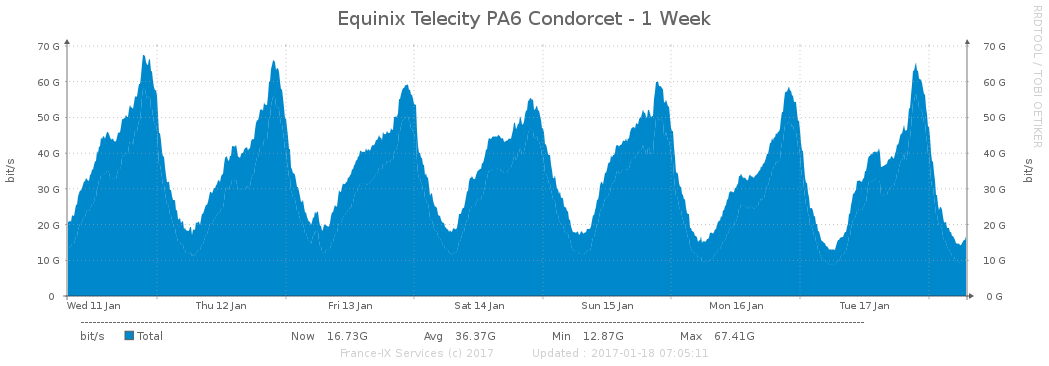 Equinix Telecity PA6 Condorcet - 1 Week
RRDTOOL / TOBI OETIKER
70 G 70 G
60 G 60 G
50 G 50 G
40 G 40 G
30 G 30 G
20 G 20 G
10 G 10 G
0 0 G
bit/s bit/s
Wed 11 Jan Thu 12 Jan Fri 13 Jan Sat 14 Jan Sun 15 Jan Mon 16 Jan Tue 17 Jan
bit/s Total Now 16.73G Avg 36.37G Min 12.87G Max 67.41G
France-IX Services (c) 2017 Updated : 2017-01-18 07:05:11